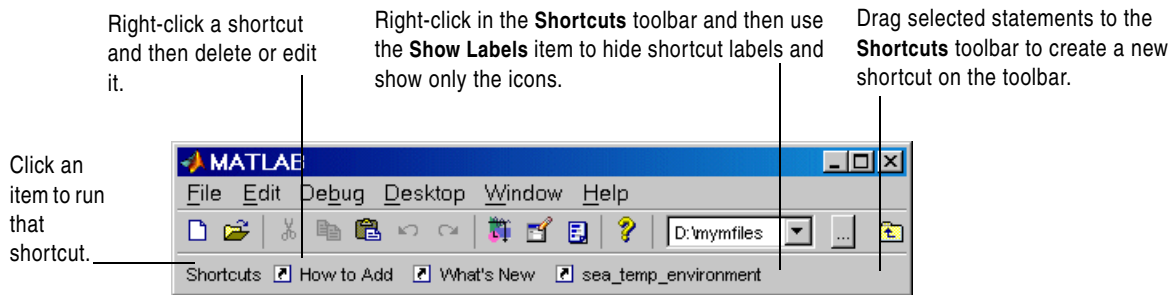 Right-click a shortcut
and then delete or edit
it.
Right-click in the Shortcuts toolbar and then use
the Show Labels item to hide shortcut labels and
show only the icons.
Drag selected statements to the
Shortcuts toolbar to create a new
shortcut on the toolbar.
Click an
item to run
that
shortcut.
MATLAB
File Edit Debug Desktop Window Help
D:\mymfiles ...
Shortcuts How to Add What's New sea_temp_environment